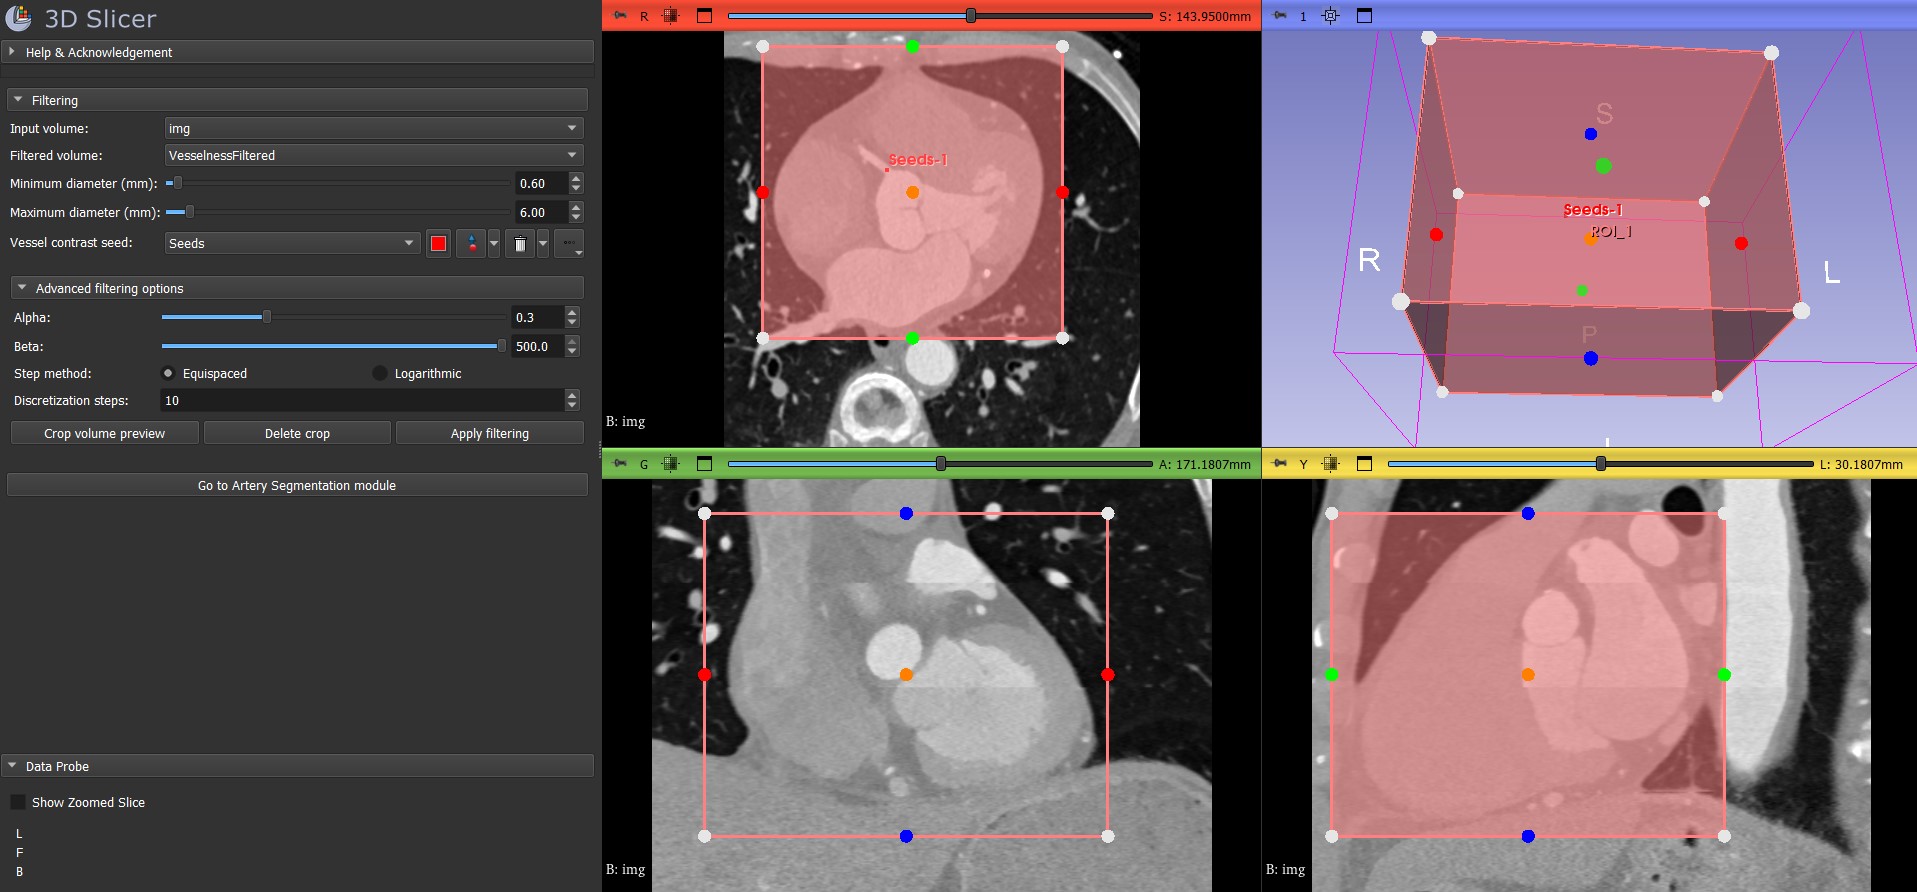 3D Slicer
Help & Acknowledgement
Filtering
Input volume: img
Filtered volume: VesselnessFiltered
Minimum diameter (mm): 0.60
Maximum diameter (mm): 6.00
Vessel contrast seed: Seeds
Advanced filtering options
Alpha: 0.3
Beta: 500.0
Step method: Equispaced Logarithmic
Discretization steps: 10
Crop volume preview Delete crop Apply filtering
Go to Artery Segmentation module
Data Probe
Show Zoomed Slice
L
F
B
R S: 143.9500mm
Seeds-1
B: img
1
S
Seeds-1
ROI_1
R
L
P
G A: 171.1807mm
B: img
Y L: 30.1807mm
B: img